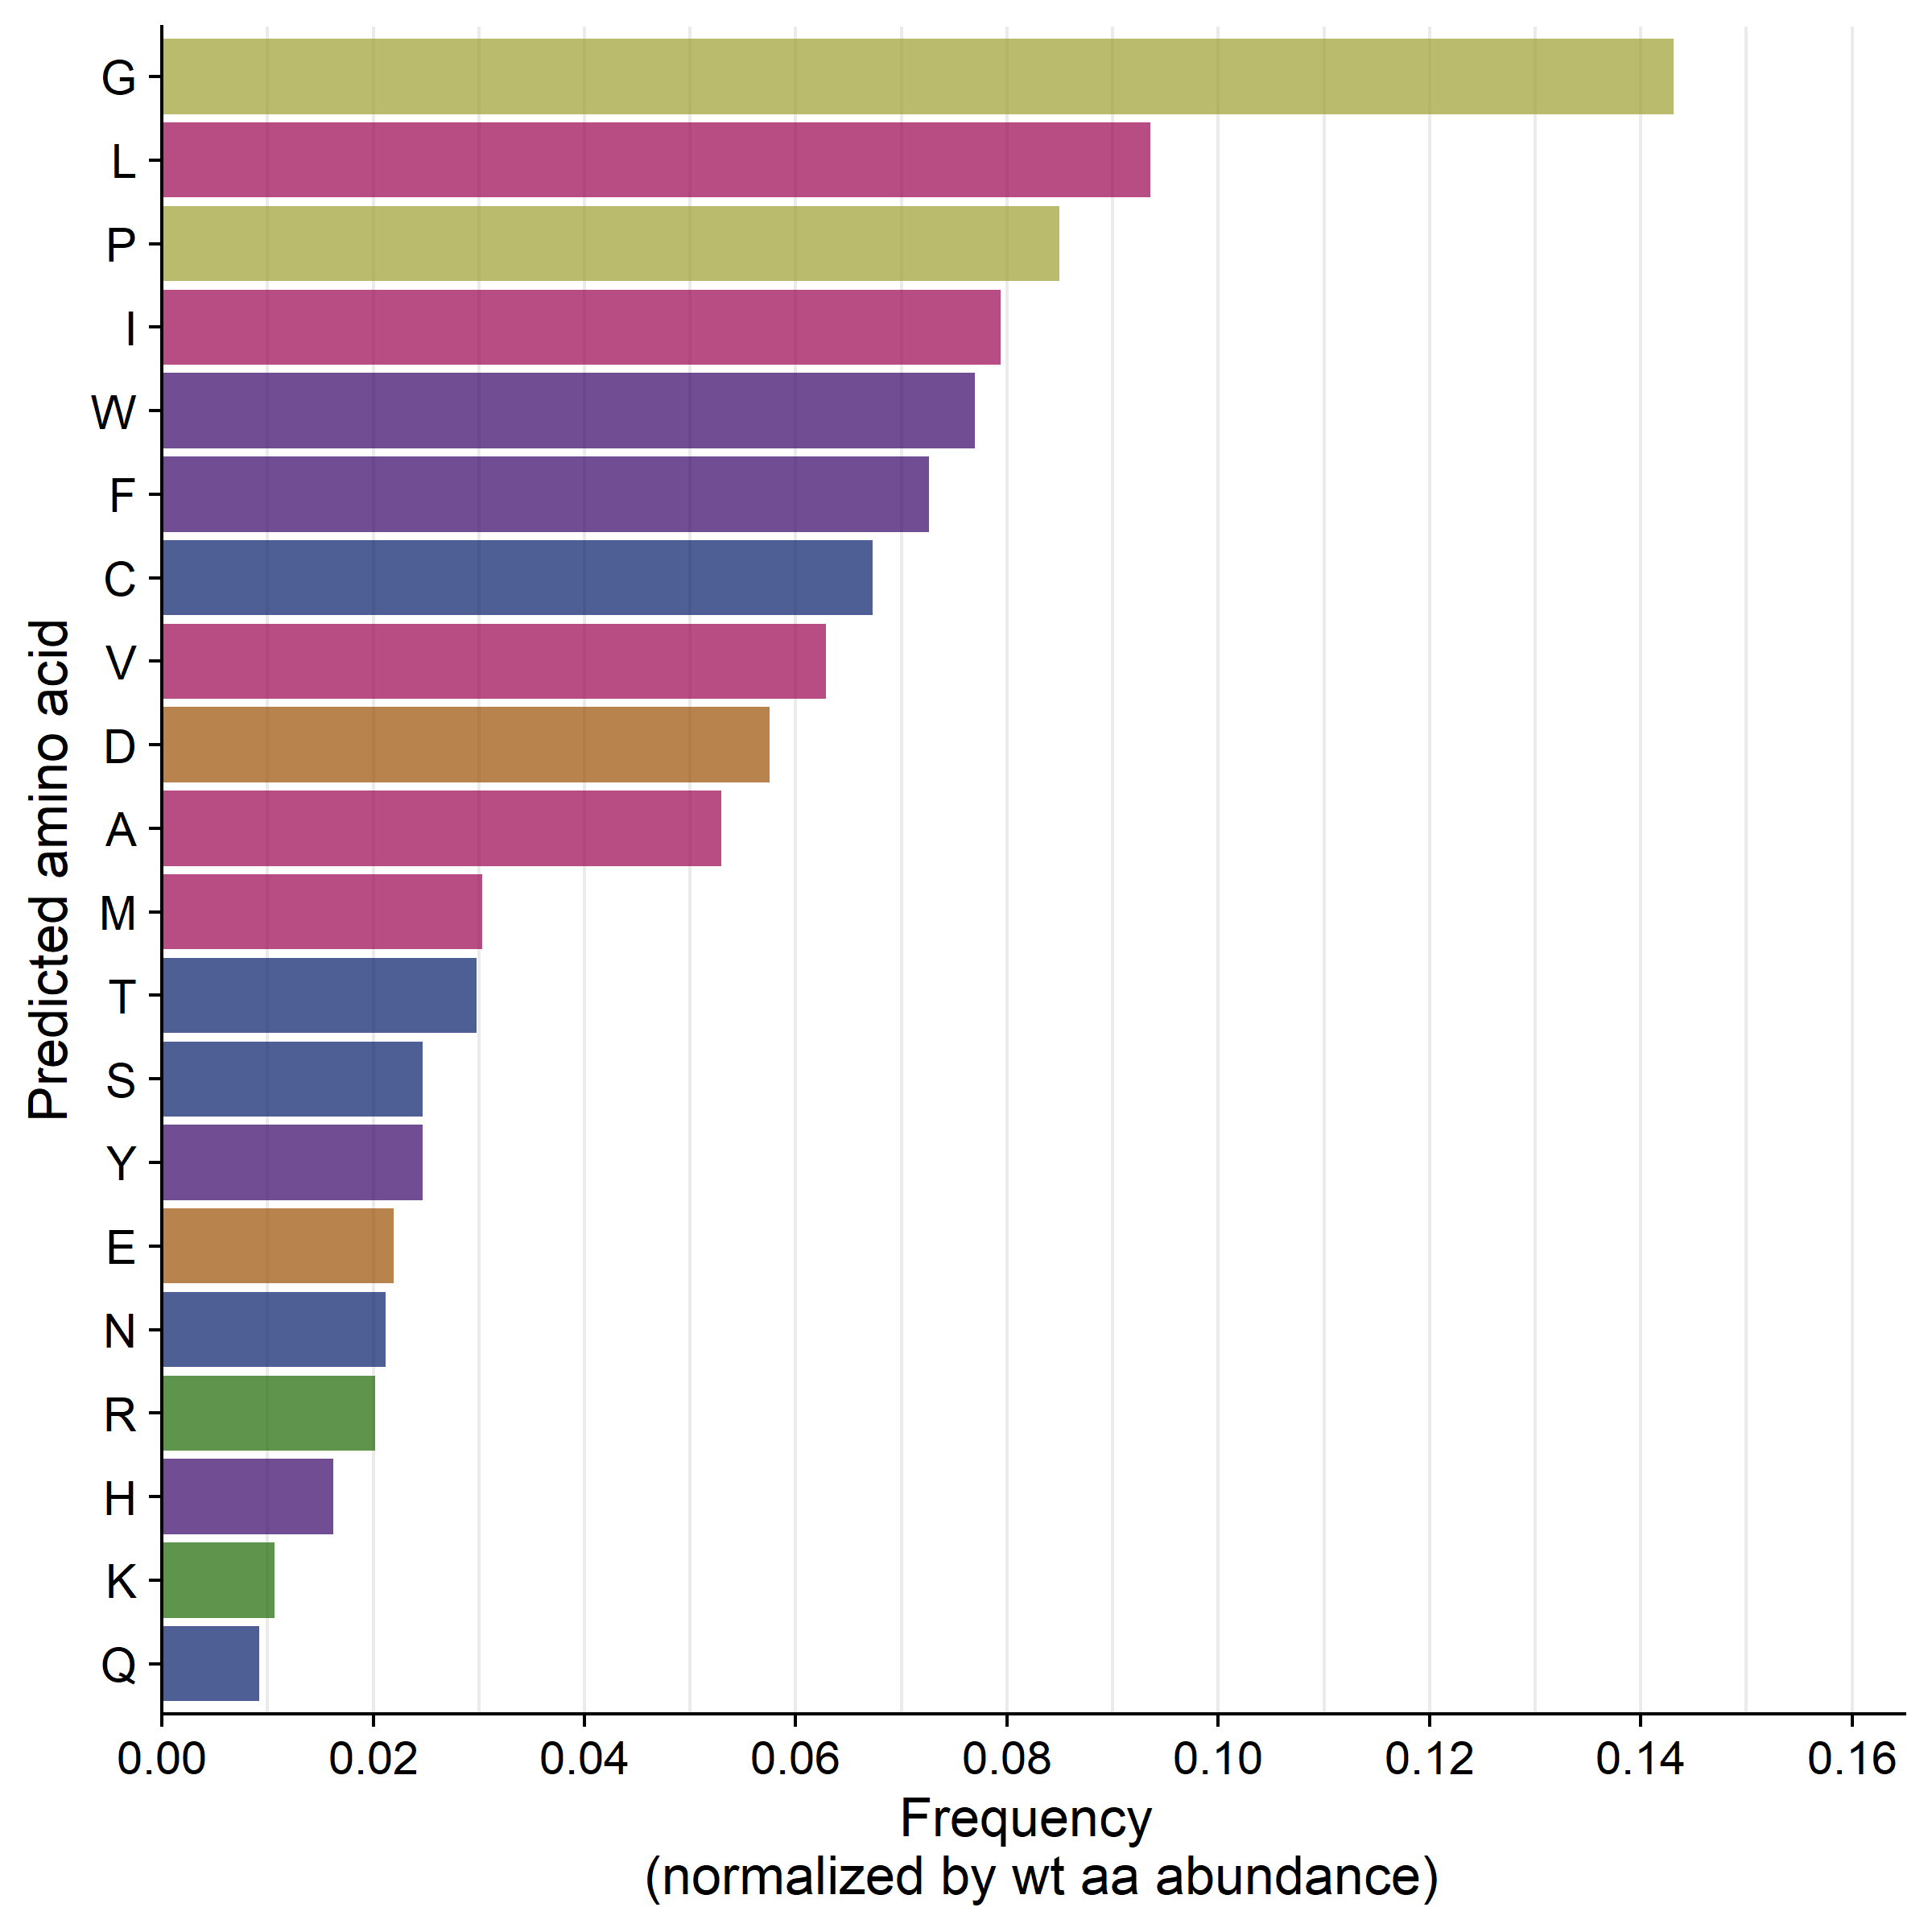 Predicted amino acid
G
L
P
I
W
F
C
V
D
A
M
T
S
Y
E
N
R
H
K
Q
0.00 0.02 0.04 0.06 0.08 0.10 0.12 0.14 0.16
Frequency
(normalized by wt aa abundance)